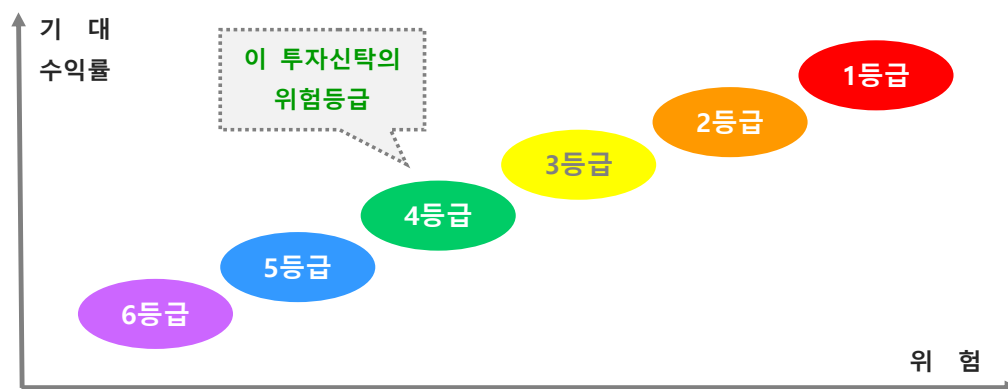 기 대
수익률
이 투자신탁의
위험등급
1등급
2등급
3등급
4등급
5등급
6등급
위 험